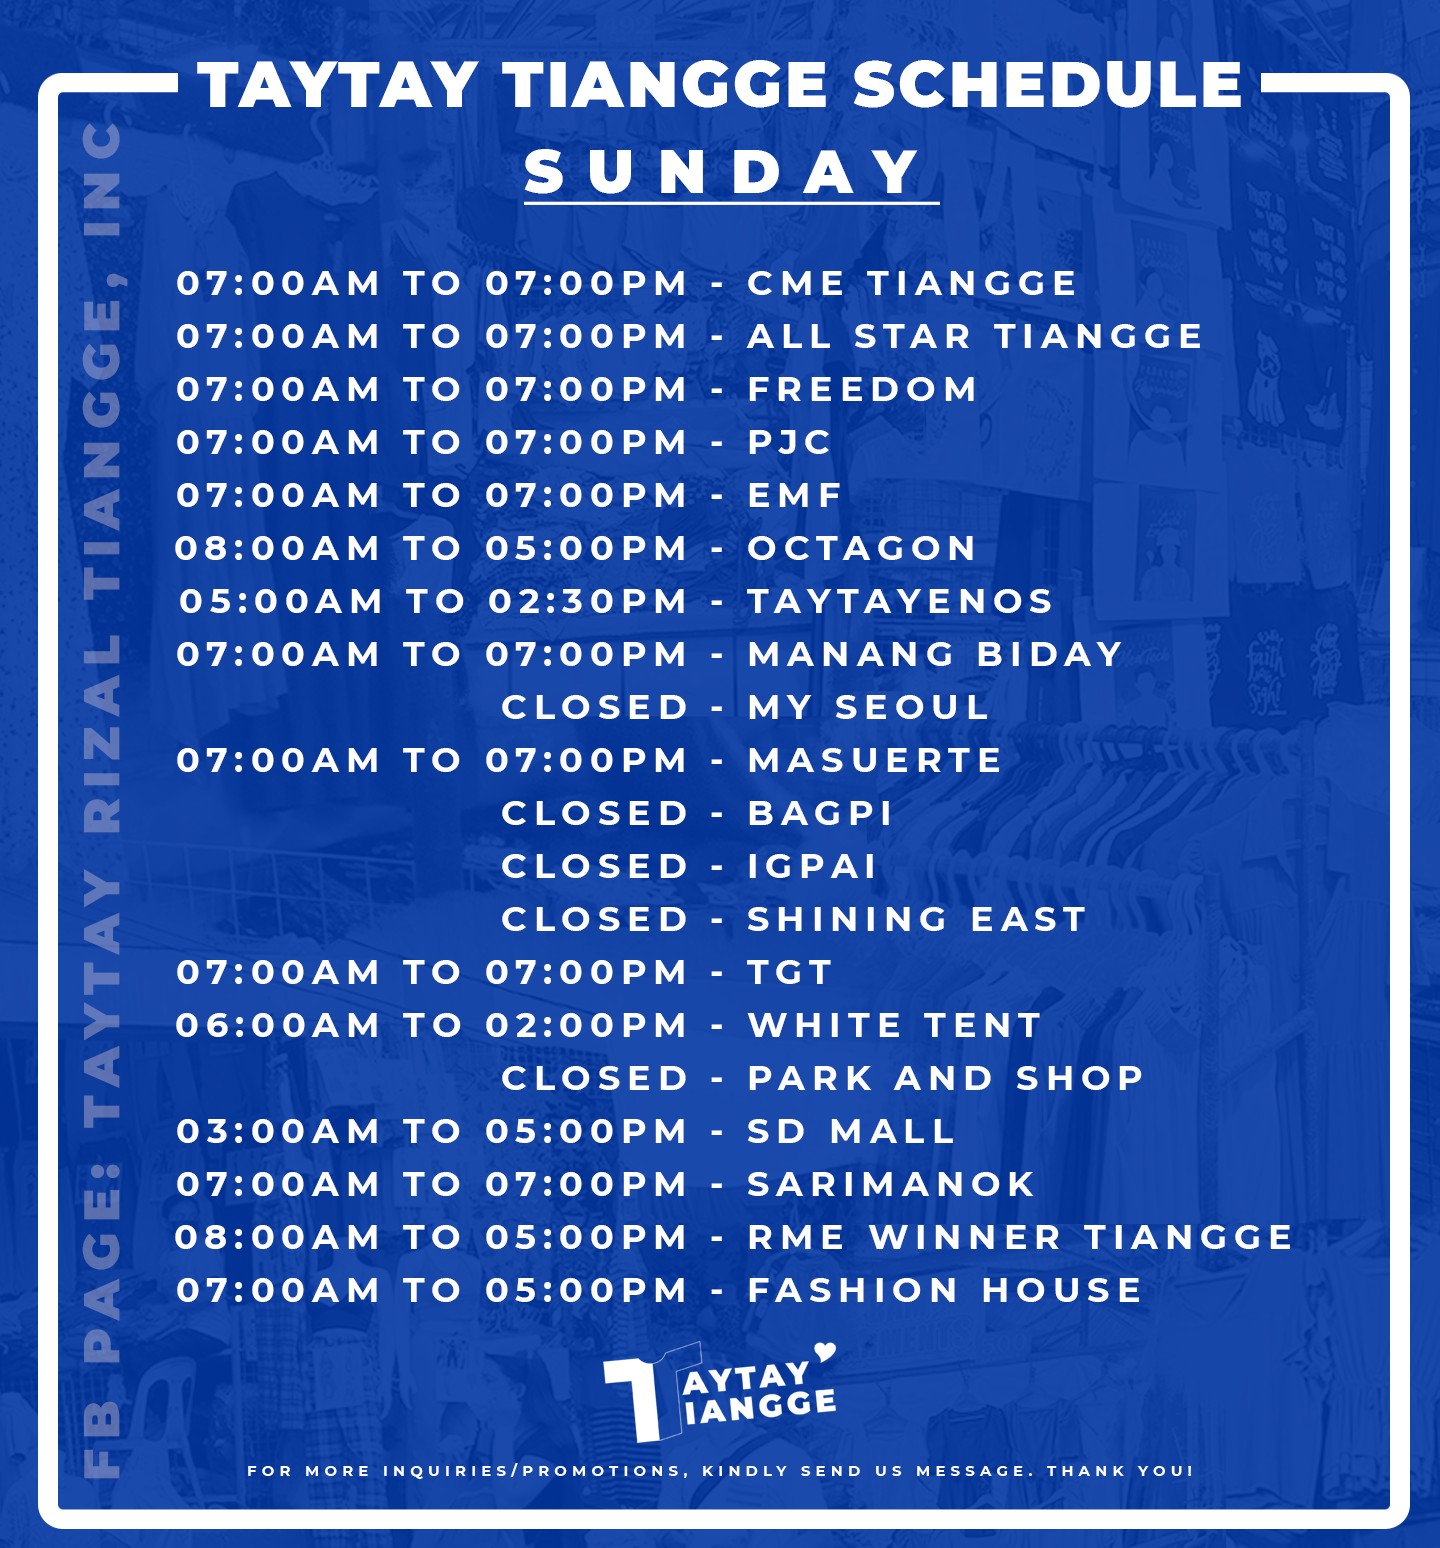 TAYTAY TIANGGE SCHEDULE
SUNDAY
07:00AM TO 07:00PM - CME TIANGGE
07:00AM TO 07:00PM - ALL STAR TIANGGE
07:00AM TO 07:00PM - FREEDOM
07:00AM TO 07:00PM - PJC
07:00AM TO 07:00PM - EMF
08:00AM TO 05:00PM - OCTAGON
05:00AM TO 02:30PM - TAYTAYENOS
07:00AM TO 07:00PM - MANANG BIDAY
CLOSED - MY SEOUL
07:00AM TO 07:00PM - MASUERTE
CLOSED - BAGPI
CLOSED - IGPAI
CLOSED - SHINING EAST
07:00AM TO 07:00PM - TGT
06:00AM TO 02:00PM - WHITE TENT
CLOSED - PARK AND SHOP
03:00AM TO 05:00PM - SD MALL
07:00AM TO 07:00PM - SARIMANOK
08:00AM TO 05:00PM - RME WINNER TIANGGE
07:00AM TO 05:00PM - FASHION HOUSE
TAYTAY
TIANGGE
FOR MORE INQUIRIES/PROMOTIONS, KINDLY SEND US MESSAGE. THANK YOU!
FB PAGE: TAYTAY RIZAL TIANGGE, INC